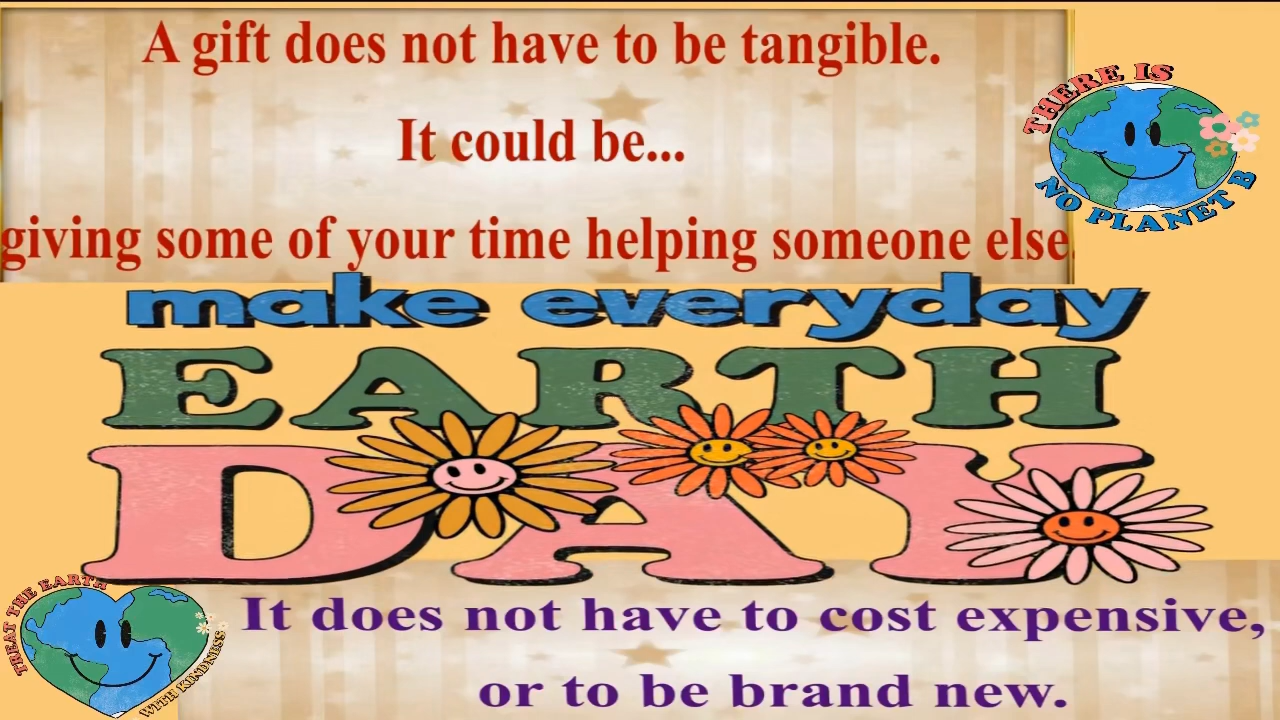 A gift does not have to be tangible.
It could be...
giving some of your time helping someone else.
THERE IS
NO PLANET B
make everyday
EARTH
DAY
TREAT THE EARTH
WITH KINDNESS
It does not have to cost expensive,
or to be brand new.